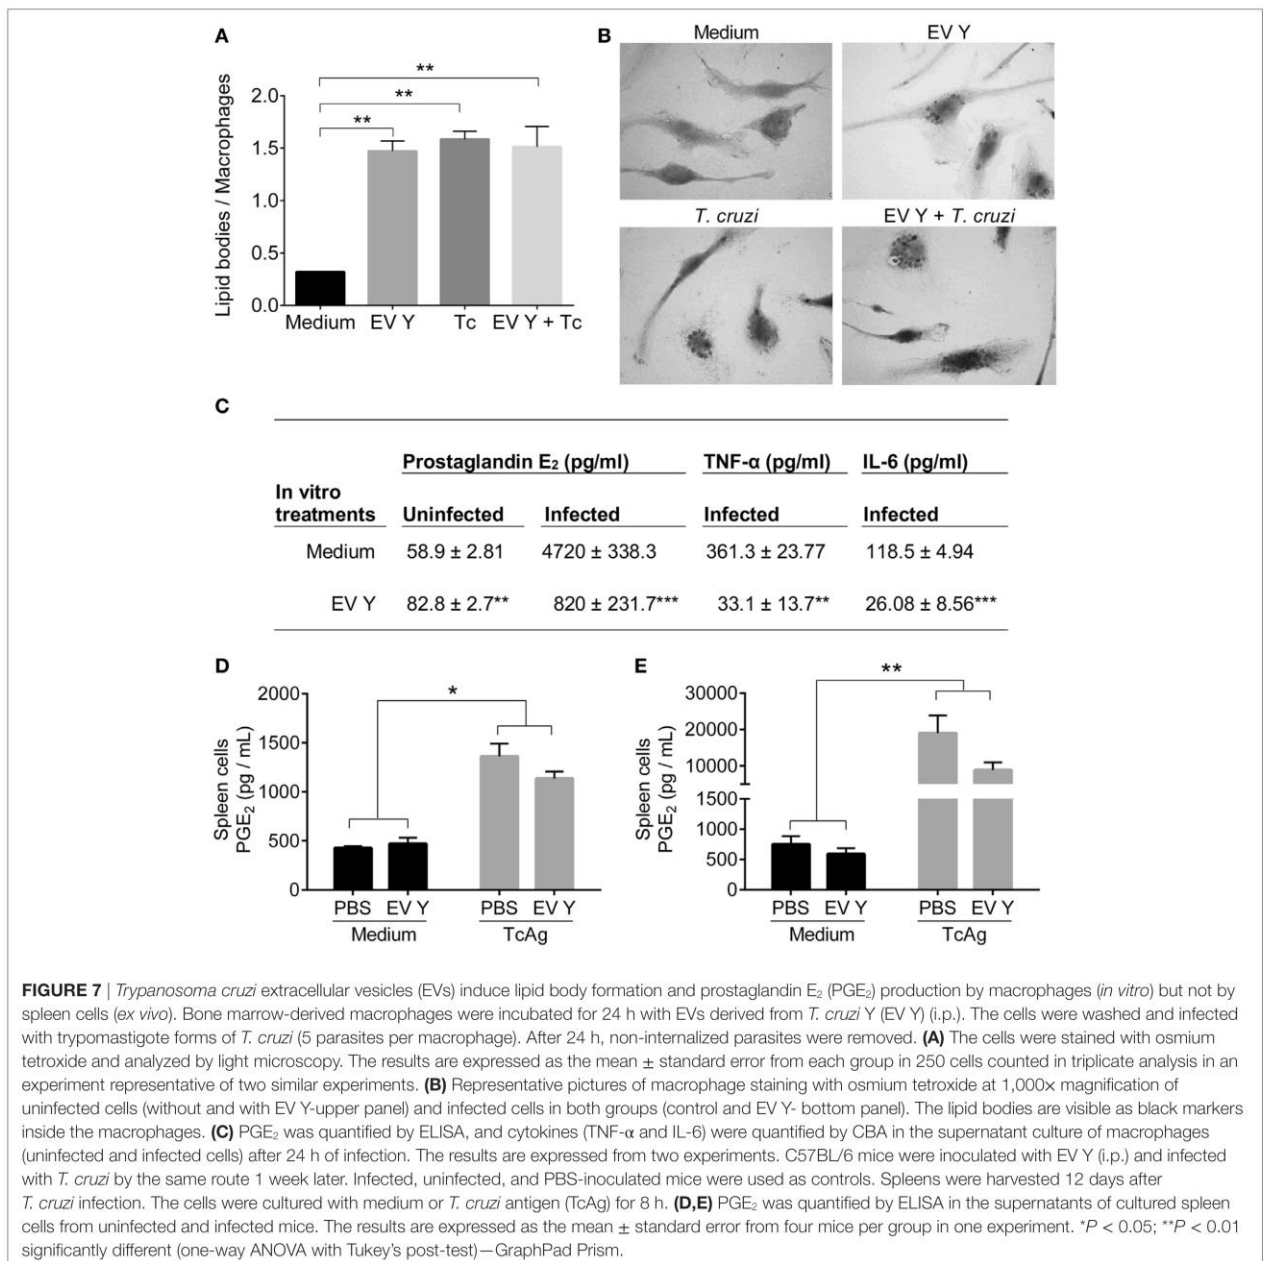 A
Lipid bodies / Macrophages
2.0
1.5
1.0
0.5
0.0
**
**
**
Medium EV Y Tc EV Y + Tc
B
Medium EV Y
T. cruzi EV Y + T. cruzi
C
Prostaglandin E₂ (pg/ml) TNF-α (pg/ml) IL-6 (pg/ml)
In vitro
treatments Uninfected Infected Infected Infected
Medium 58.9 ± 2.81 4720 ± 338.3 361.3 ± 23.77 118.5 ± 4.94
EV Y 82.8 ± 2.7** 820 ± 231.7*** 33.1 ± 13.7** 26.08 ± 8.56***
D
Spleen cells
PGE₂ (pg / mL)
2000
1500
1000
500
0
*
PBS EV Y PBS EV Y
Medium TcAg
E
Spleen cells
PGE₂ (pg / mL)
30000
20000
10000
1500
1000
500
0
**
PBS EV Y PBS EV Y
Medium TcAg
FIGURE 7 | Trypanosoma cruzi extracellular vesicles (EVs) induce lipid body formation and prostaglandin E₂ (PGE₂) production by macrophages (in vitro) but not by
spleen cells (ex vivo). Bone marrow-derived macrophages were incubated for 24 h with EVs derived from T. cruzi Y (EV Y) (i.p.). The cells were washed and infected
with trypomastigote forms of T. cruzi (5 parasites per macrophage). After 24 h, non-internalized parasites were removed. (A) The cells were stained with osmium
tetroxide and analyzed by light microscopy. The results are expressed as the mean ± standard error from each group in 250 cells counted in triplicate analysis in an
experiment representative of two similar experiments. (B) Representative pictures of macrophage staining with osmium tetroxide at 1,000× magnification of
uninfected cells (without and with EV Y-upper panel) and infected cells in both groups (control and EV Y- bottom panel). The lipid bodies are visible as black markers
inside the macrophages. (C) PGE₂ was quantified by ELISA, and cytokines (TNF-α and IL-6) were quantified by CBA in the supernatant culture of macrophages
(uninfected and infected cells) after 24 h of infection. The results are expressed from two experiments. C57BL/6 mice were inoculated with EV Y (i.p.) and infected
with T. cruzi by the same route 1 week later. Infected, uninfected, and PBS-inoculated mice were used as controls. Spleens were harvested 12 days after
T. cruzi infection. The cells were cultured with medium or T. cruzi antigen (TcAg) for 8 h. (D,E) PGE₂ was quantified by ELISA in the supernatants of cultured spleen
cells from uninfected and infected mice. The results are expressed as the mean ± standard error from four mice per group in one experiment. *P < 0.05; **P < 0.01
significantly different (one-way ANOVA with Tukey's post-test)—GraphPad Prism.